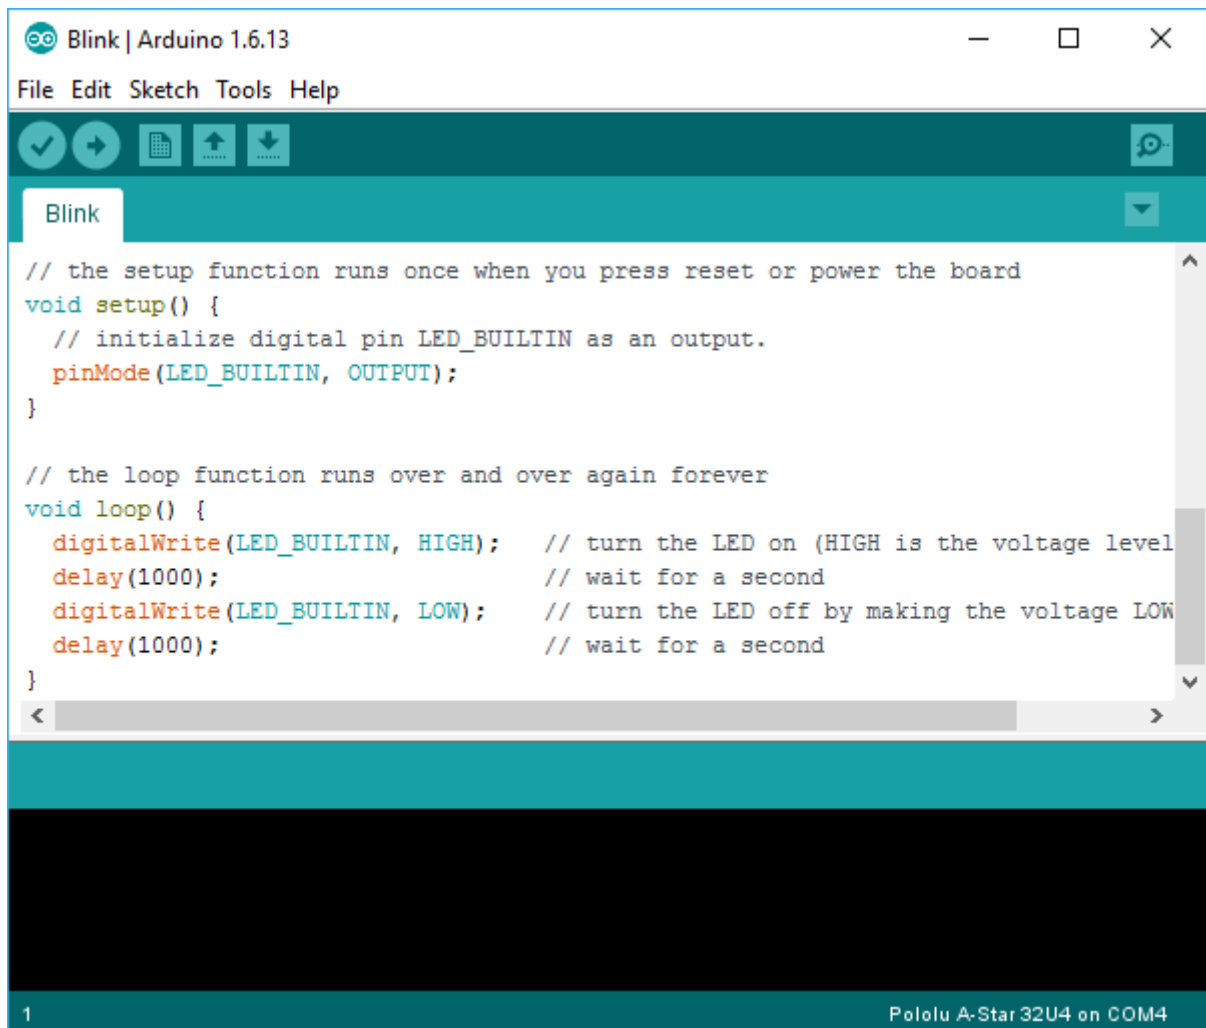 Blink | Arduino 1.6.13
File Edit Sketch Tools Help
Blink
// the setup function runs once when you press reset or power the board
void setup() {
  // initialize digital pin LED_BUILTIN as an output.
  pinMode(LED_BUILTIN, OUTPUT);
}

// the loop function runs over and over again forever
void loop() {
  digitalWrite(LED_BUILTIN, HIGH);   // turn the LED on (HIGH is the voltage level
  delay(1000);                       // wait for a second
  digitalWrite(LED_BUILTIN, LOW);    // turn the LED off by making the voltage LOW
  delay(1000);                       // wait for a second
}
1 Pololu A-Star 32U4 on COM4